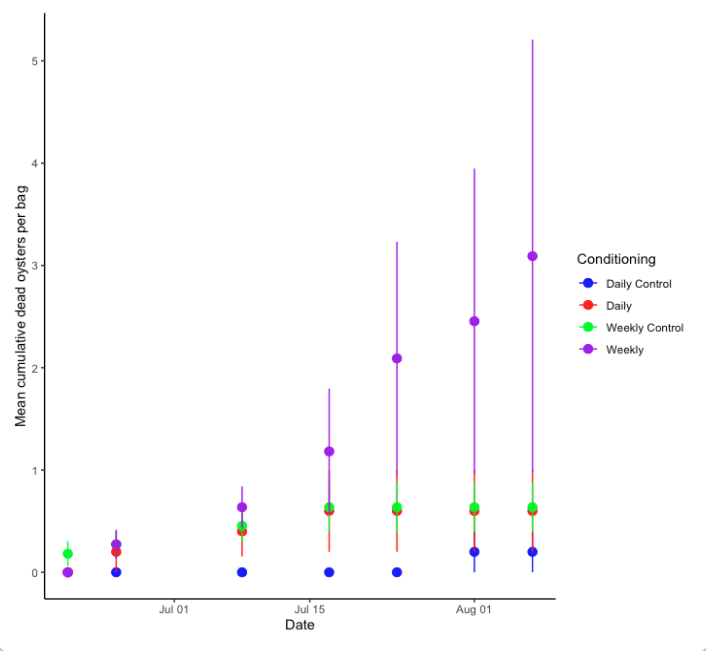 Mean cumulative dead oysters per bag
5
4
3
2
1
0
Jul 01
Jul 15
Aug 01
Date
Conditioning
Daily Control
Daily
Weekly Control
Weekly